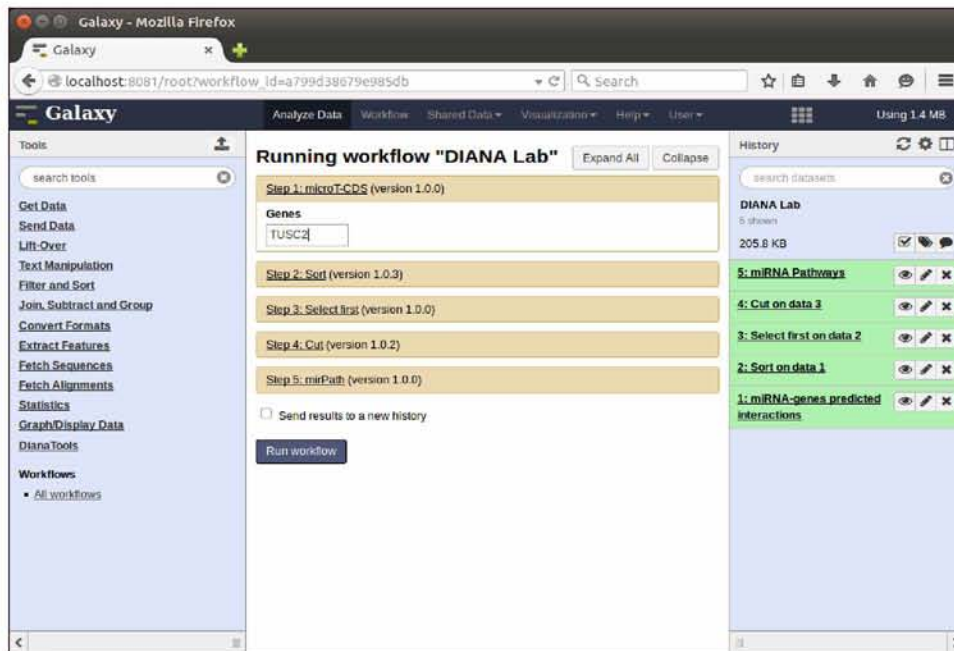 Galaxy - Mozilla Firefox
Galaxy
localhost:8081/root?workflow_id=a799d38679e985db
Search
Galaxy
Analyze Data Workflow Shared Data Visualization Help User
Using 1.4 MB
Tools
search tools
Get Data
Send Data
Lift-Over
Text Manipulation
Filter and Sort
Join, Subtract and Group
Convert Formats
Extract Features
Fetch Sequences
Fetch Alignments
Statistics
Graph/Display Data
DianaTools
Workflows
All workflows
Running workflow "DIANA Lab"
Expand All
Collapse
Step 1: microT-CDS (version 1.0.0)
Genes
TUSC2
Step 2: Sort (version 1.0.3)
Step 3: Select first (version 1.0.0)
Step 4: Cut (version 1.0.2)
Step 5: mirPath (version 1.0.0)
Send results to a new history
Run workflow
History
search datasets
DIANA Lab
5 shown
205.8 KB
5: miRNA Pathways
4: Cut on data 3
3: Select first on data 2
2: Sort on data 1
1: miRNA-genes predicted
interactions